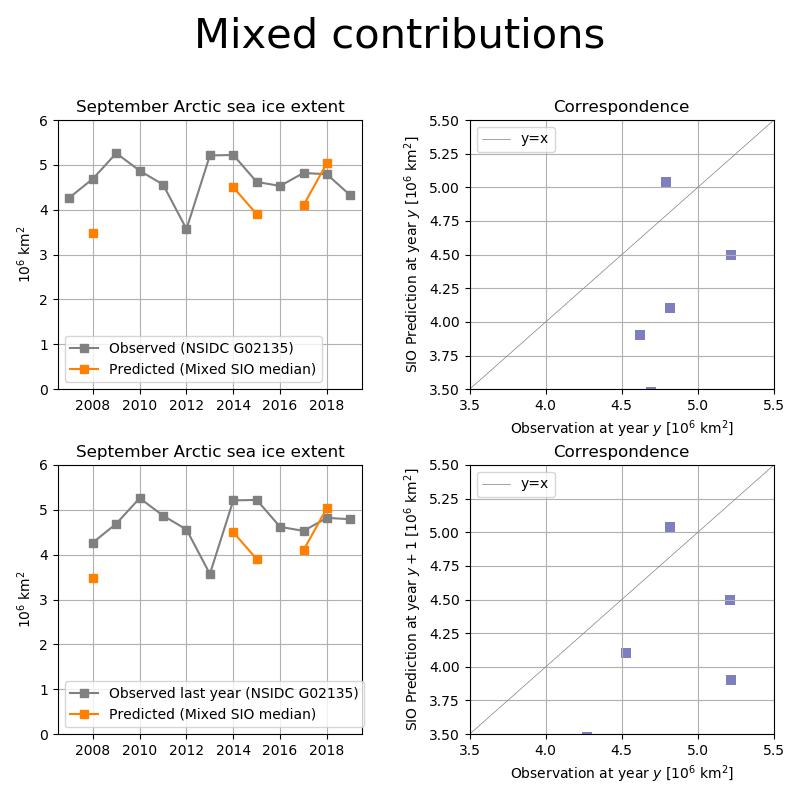 Mixed contributions
September Arctic sea ice extent
6
5
4
3
2
1
0
10⁶ km²
Observed (NSIDC G02135)
Predicted (Mixed SIO median)
2008 2010 2012 2014 2016 2018
Correspondence
5.50
5.25
5.00
4.75
4.50
4.25
4.00
3.75
3.50
SIO Prediction at year y [10⁶ km²]
y=x
3.5 4.0 4.5 5.0 5.5
Observation at year y [10⁶ km²]
September Arctic sea ice extent
6
5
4
3
2
1
0
10⁶ km²
Observed last year (NSIDC G02135)
Predicted (Mixed SIO median)
2008 2010 2012 2014 2016 2018
Correspondence
5.50
5.25
5.00
4.75
4.50
4.25
4.00
3.75
3.50
SIO Prediction at year y + 1 [10⁶ km²]
y=x
3.5 4.0 4.5 5.0 5.5
Observation at year y [10⁶ km²]